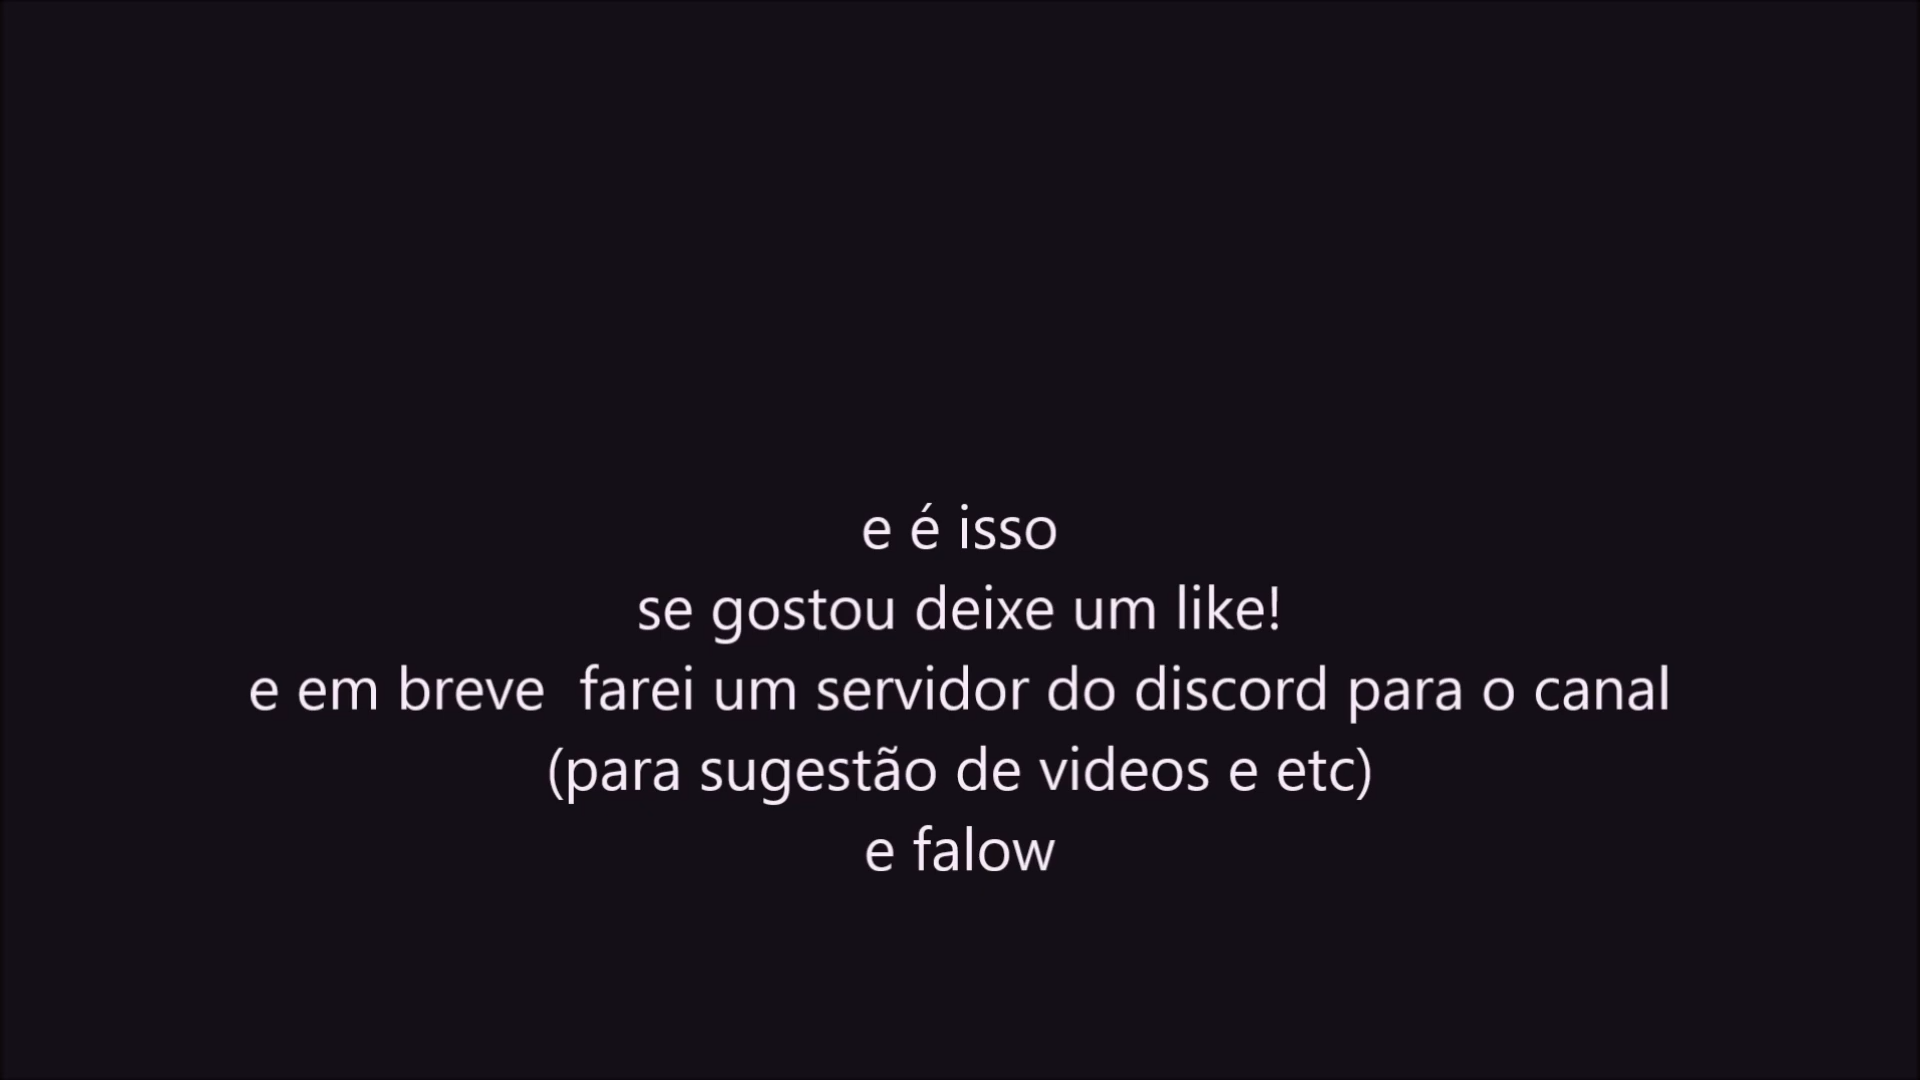 e é isso
se gostou deixe um like!
e em breve  farei um servidor do discord para o canal
(para sugestão de videos e etc)
e falow